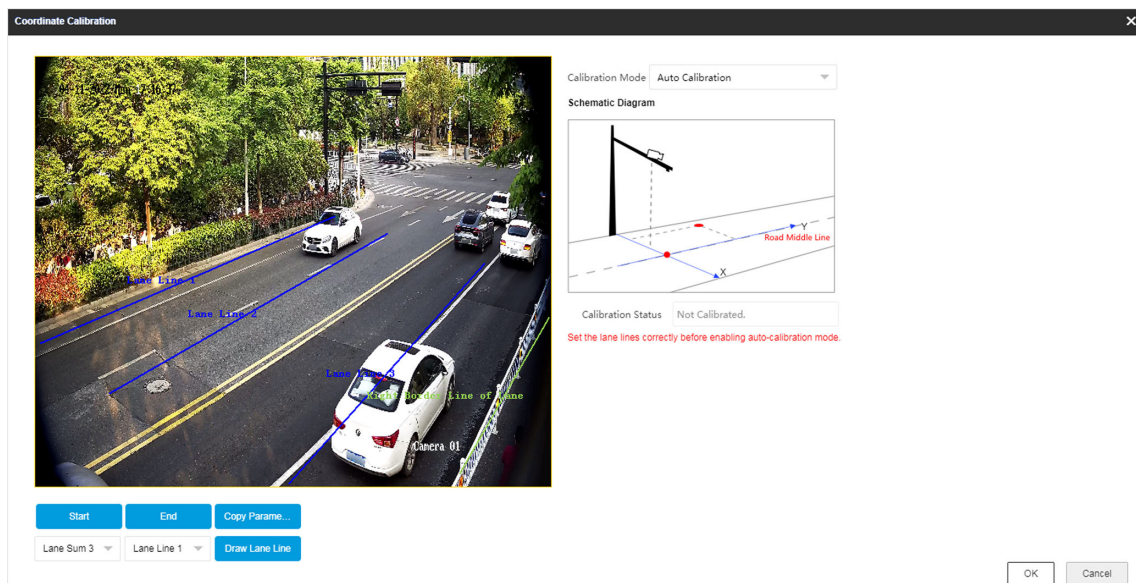 Coordinate Calibration
Lane Line 1
Lane Line 2
Lane Line 3
Right Border Line of Lane
Camera 01
Start
End
Copy Parame...
Lane Sum 3
Lane Line 1
Draw Lane Line
Calibration Mode
Auto Calibration
Schematic Diagram
Y
Road Middle Line
X
Calibration Status
Not Calibrated.
Set the lane lines correctly before enabling auto-calibration mode.
OK
Cancel